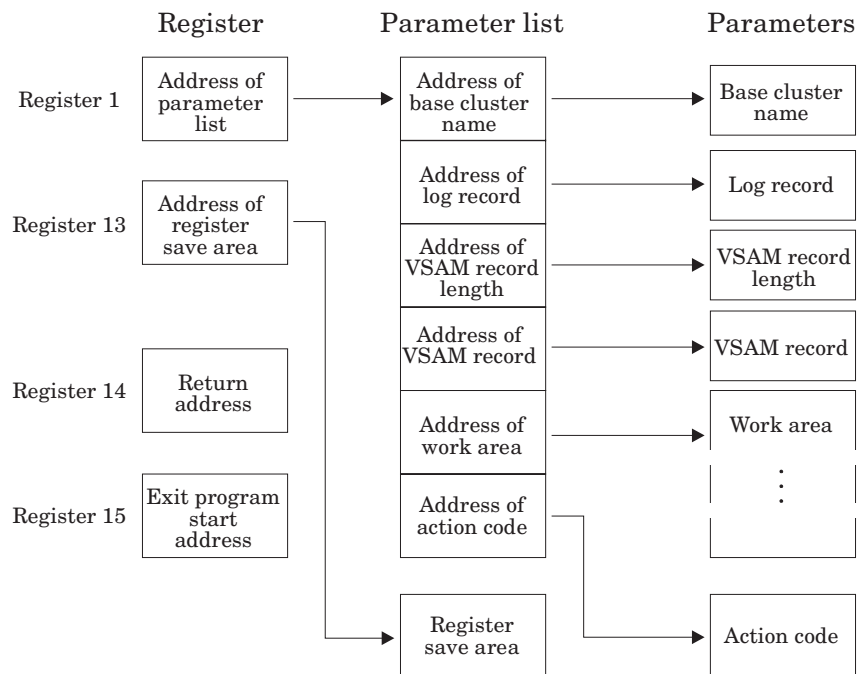 Register
Parameter list
Parameters
Register 1
Address of
parameter
list
Address of
base cluster
name
Base cluster
name
Address of
log record
Log record
Register 13
Address of
register
save area
Address of
VSAM record
length
VSAM record
length
Address of
VSAM record
VSAM record
Register 14
Return
address
Address of
work area
Work area
Register 15
Exit program
start
address
Address of
action code
Register
save area
Action code